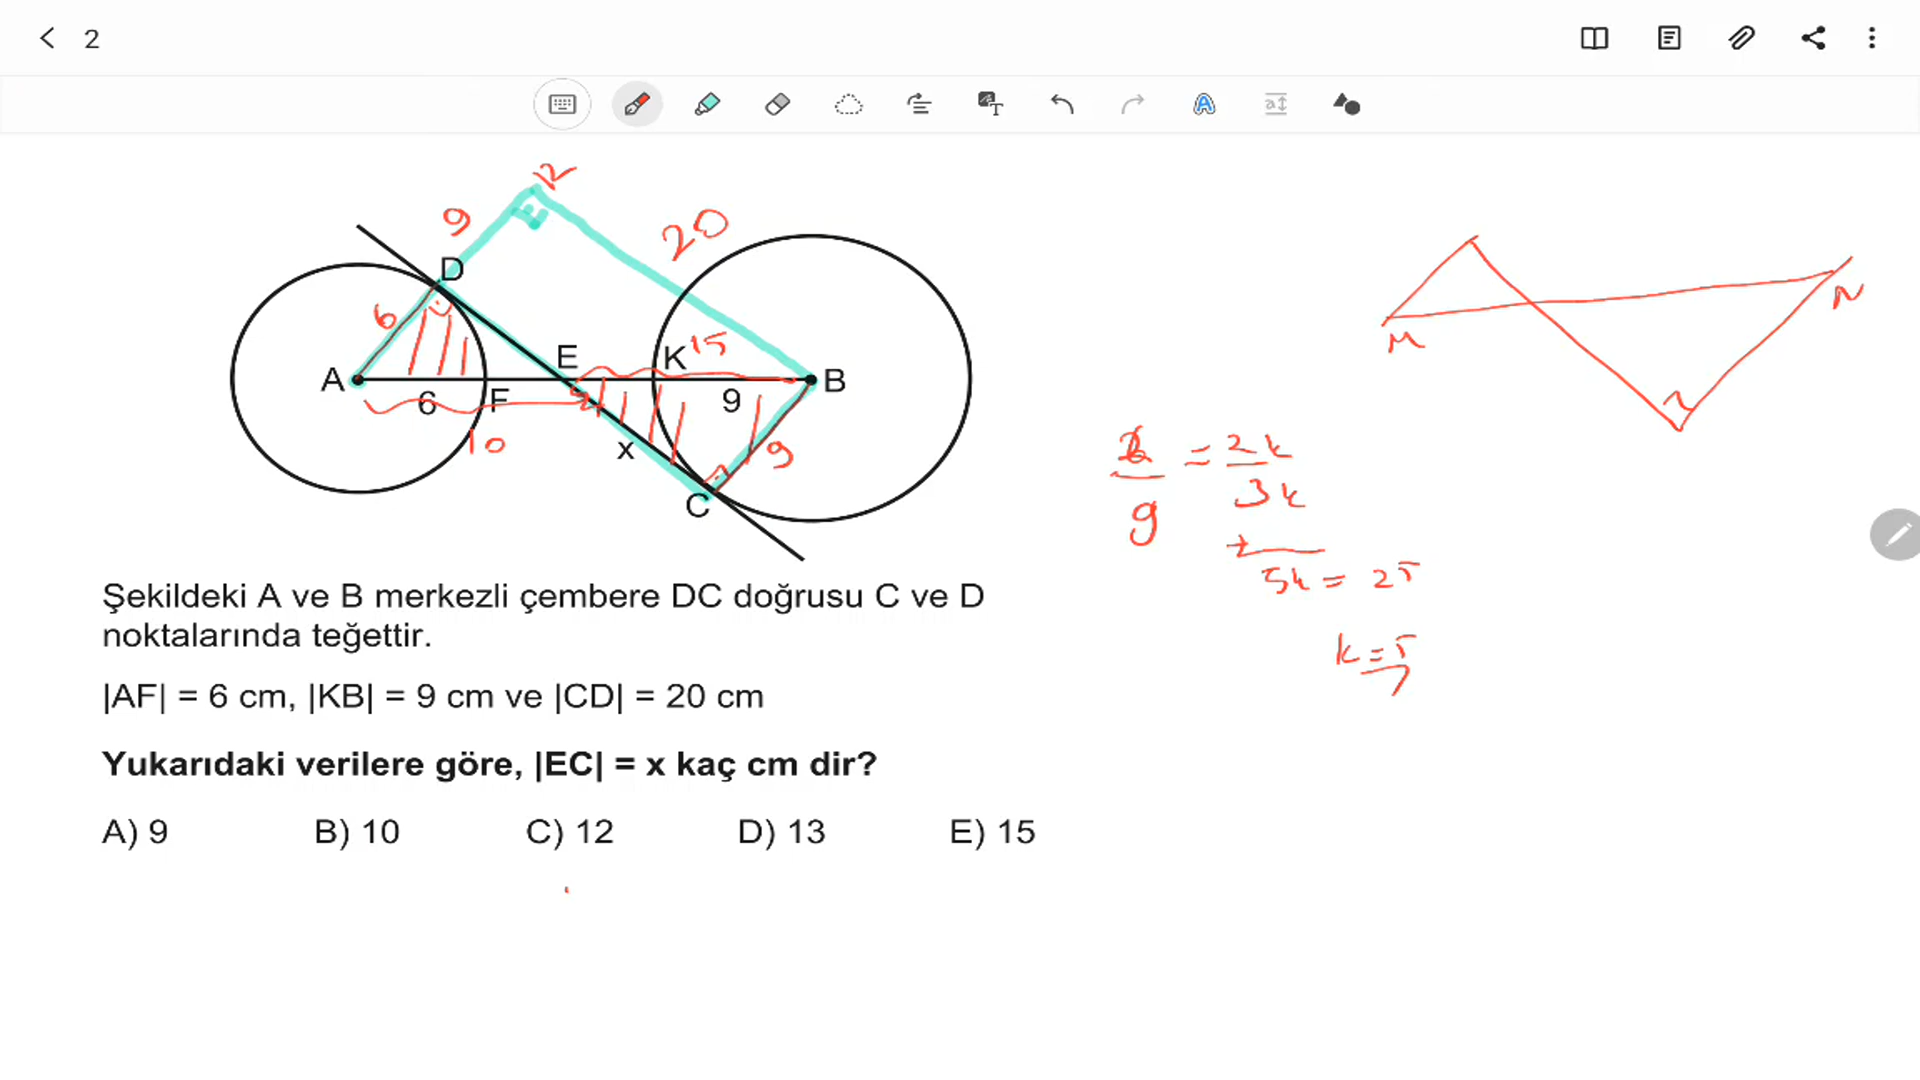 2
12
9
E
20
D
6
E
K
15
A
B
6
F
9
10
x
9
C
M
N
6/9 = 2k/3k
+
5k = 25
k = 5
Şekildeki A ve B merkezli çembere DC doğrusu C ve D
noktalarında teğettir.
|AF| = 6 cm, |KB| = 9 cm ve |CD| = 20 cm
Yukarıdaki verilere göre, |EC| = x kaç cm dir?
A) 9 B) 10 C) 12 D) 13 E) 15